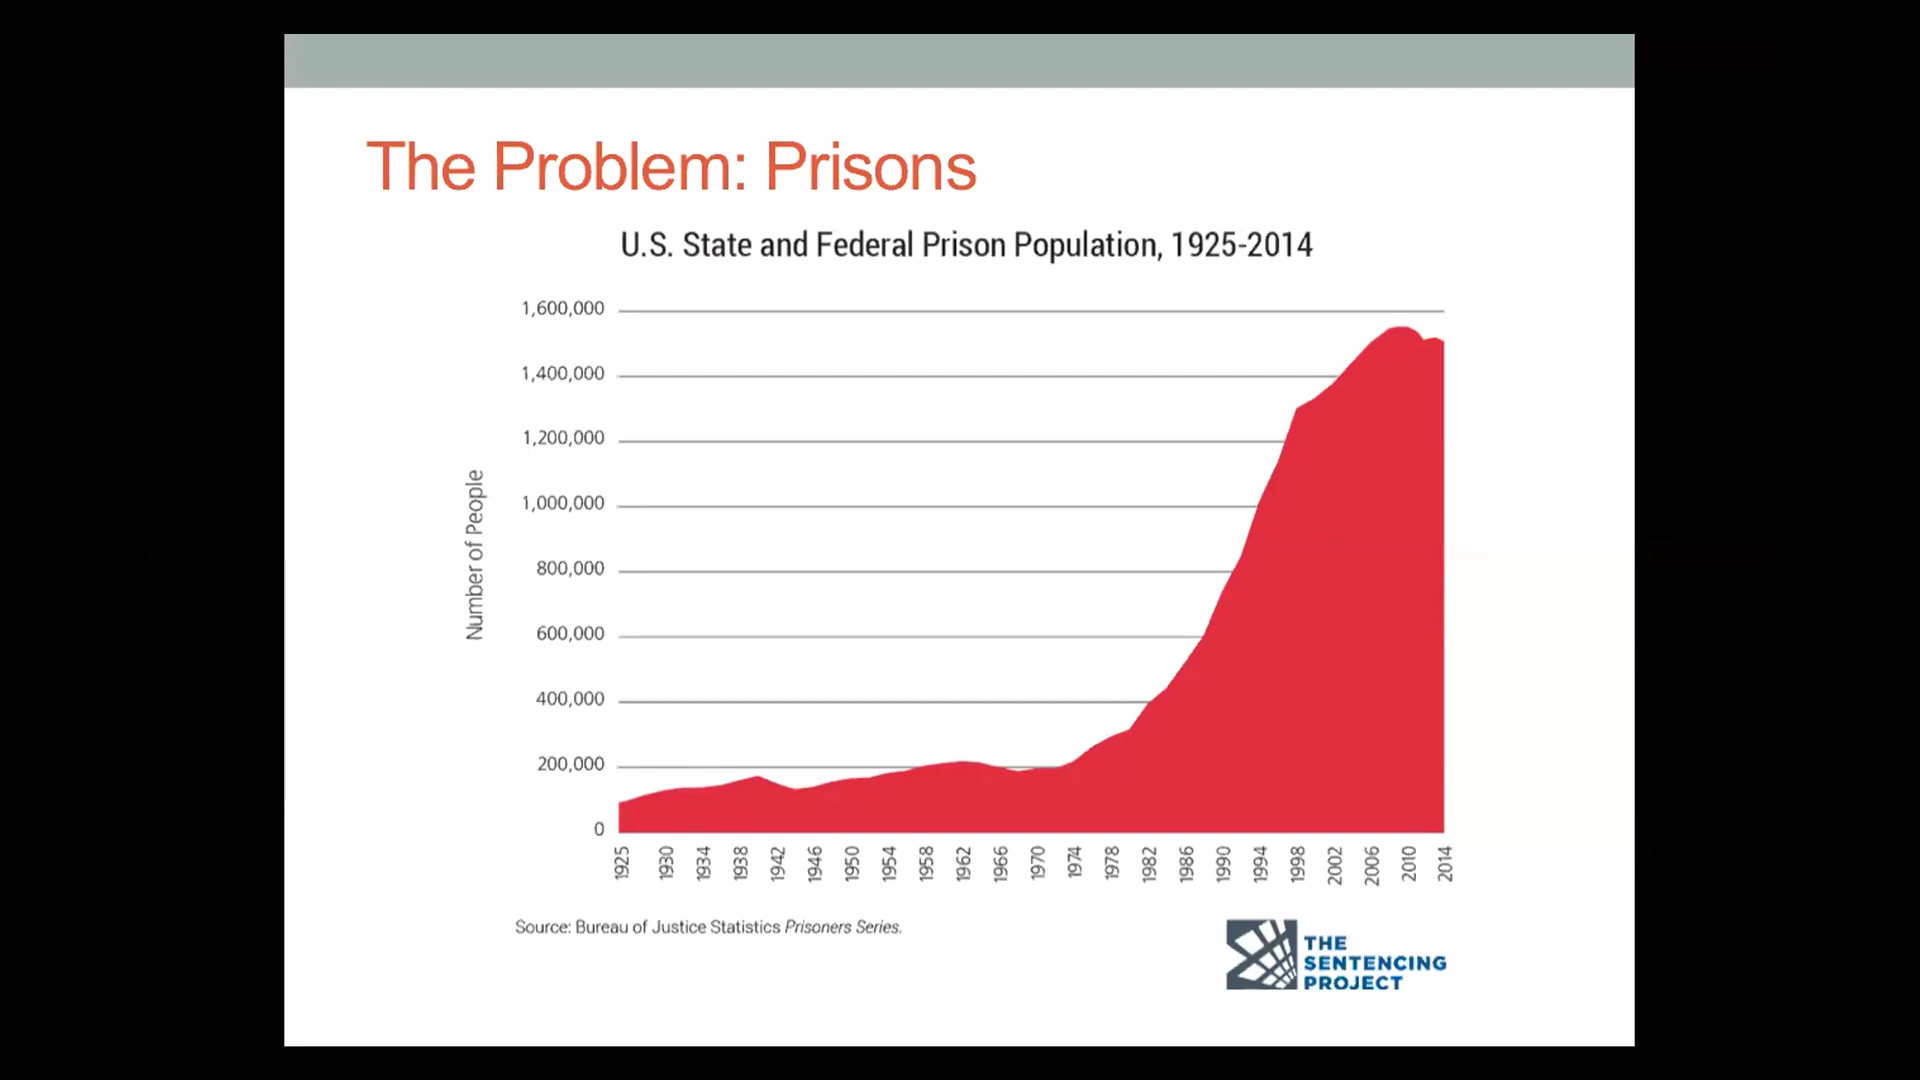 The Problem: Prisons
U.S. State and Federal Prison Population, 1925-2014
Number of People
1,600,000
1,400,000
1,200,000
1,000,000
800,000
600,000
400,000
200,000
0
1925 1930 1934 1938 1942 1946 1950 1954 1958 1962 1966 1970 1974 1978 1982 1986 1990 1994 1998 2002 2006 2010 2014
Source: Bureau of Justice Statistics Prisoners Series.
THE
SENTENCING
PROJECT